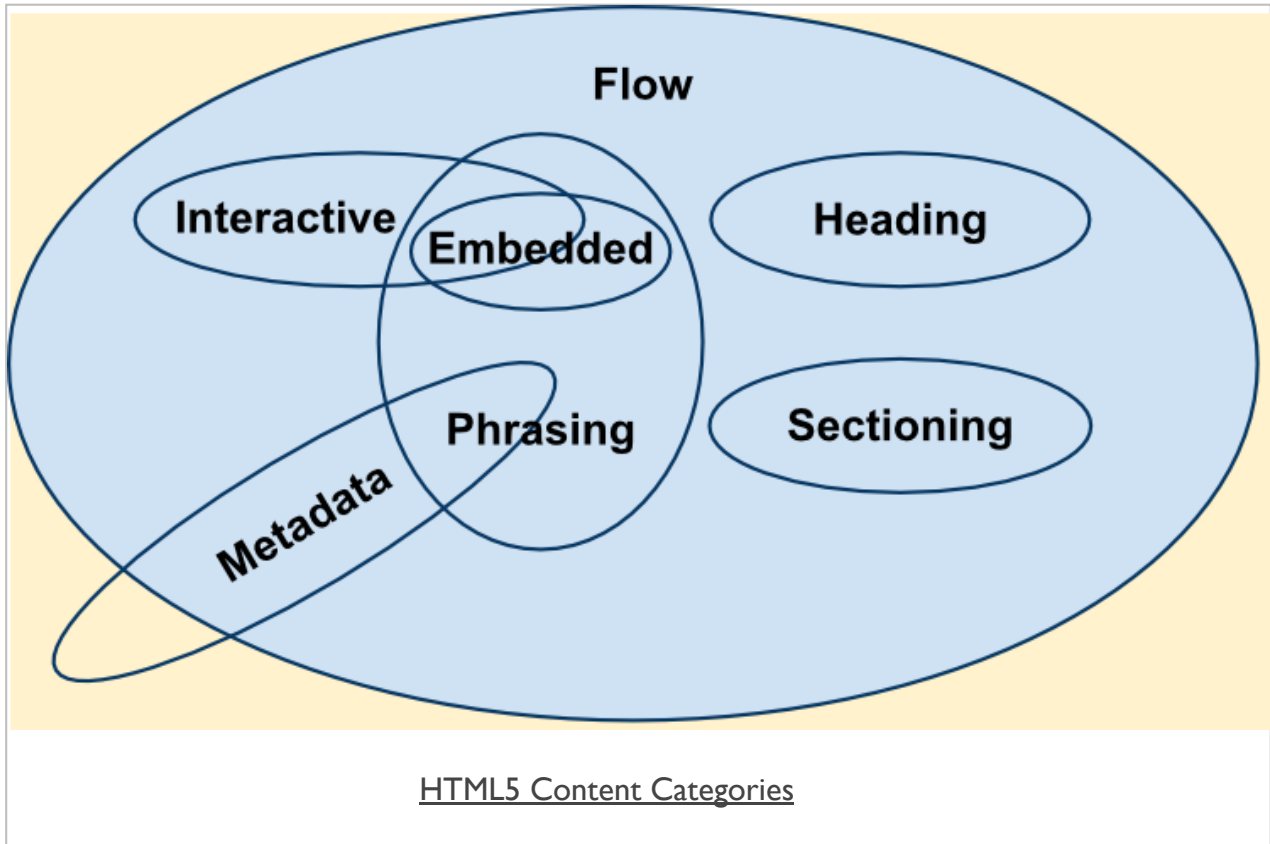 Flow
Interactive
Embedded
Heading
Phrasing
Sectioning
Metadata
HTML5 Content Categories